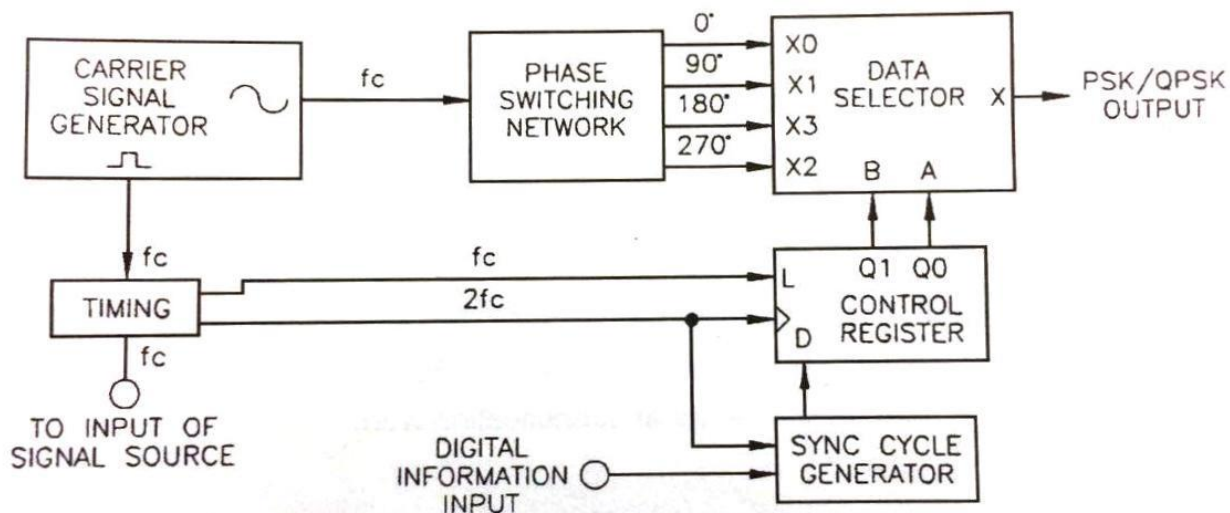 CARRIER
SIGNAL
GENERATOR
fc
PHASE
SWITCHING
NETWORK
0°
90°
180°
270°
X0
X1
X3
X2
DATA
SELECTOR
X
B A
PSK/QPSK
OUTPUT
fc
TIMING
fc
TO INPUT OF
SIGNAL SOURCE
fc
2fc
L
D
Q1 Q0
CONTROL
REGISTER
DIGITAL
INFORMATION
INPUT
SYNC CYCLE
GENERATOR